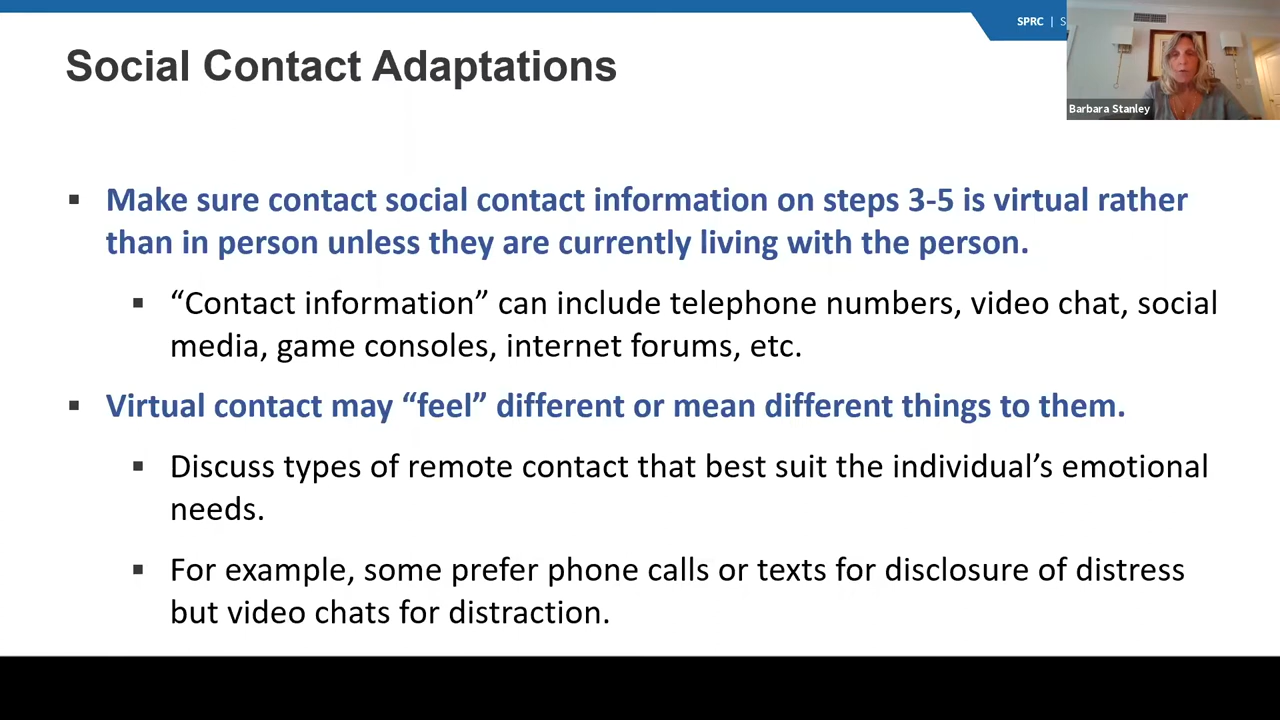 SPRC | S
Social Contact Adaptations
Barbara Stanley
▪ Make sure contact social contact information on steps 3-5 is virtual rather
than in person unless they are currently living with the person.
▪ “Contact information” can include telephone numbers, video chat, social
media, game consoles, internet forums, etc.
▪ Virtual contact may “feel” different or mean different things to them.
▪ Discuss types of remote contact that best suit the individual’s emotional
needs.
▪ For example, some prefer phone calls or texts for disclosure of distress
but video chats for distraction.